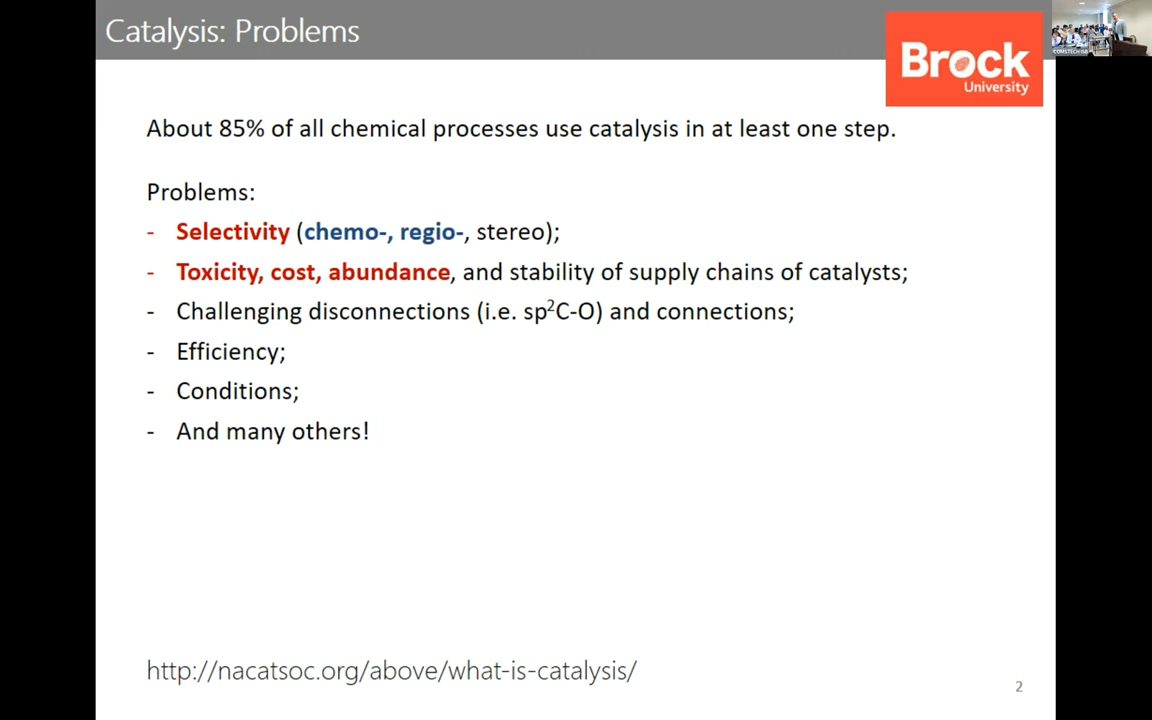 Catalysis: Problems
Brock
University
COMSTECH ISB
About 85% of all chemical processes use catalysis in at least one step.
Problems:
- Selectivity (chemo-, regio-, stereo);
- Toxicity, cost, abundance, and stability of supply chains of catalysts;
- Challenging disconnections (i.e. sp²C-O) and connections;
- Efficiency;
- Conditions;
- And many others!
http://nacatsoc.org/above/what-is-catalysis/
2